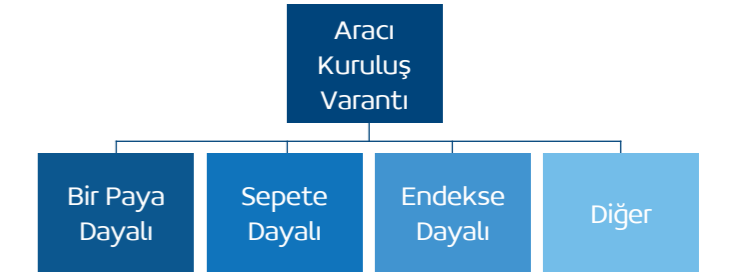 Aracı
Kuruluş
Varantı
Bir Paya
Dayalı
Sepete
Dayalı
Endekse
Dayalı
Diğer